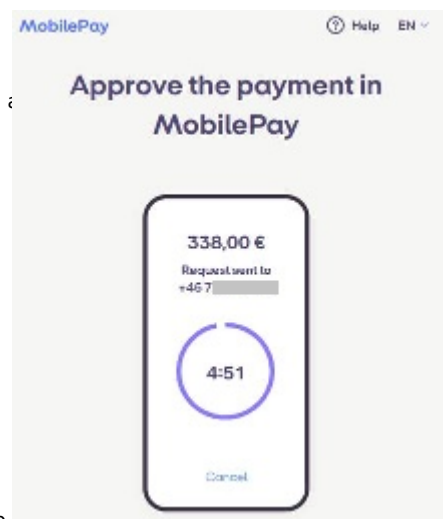 MobilePay
Help EN
Approve the payment in
MobilePay
338,00 €
Request sent to
+46 7
4:51
Cancel